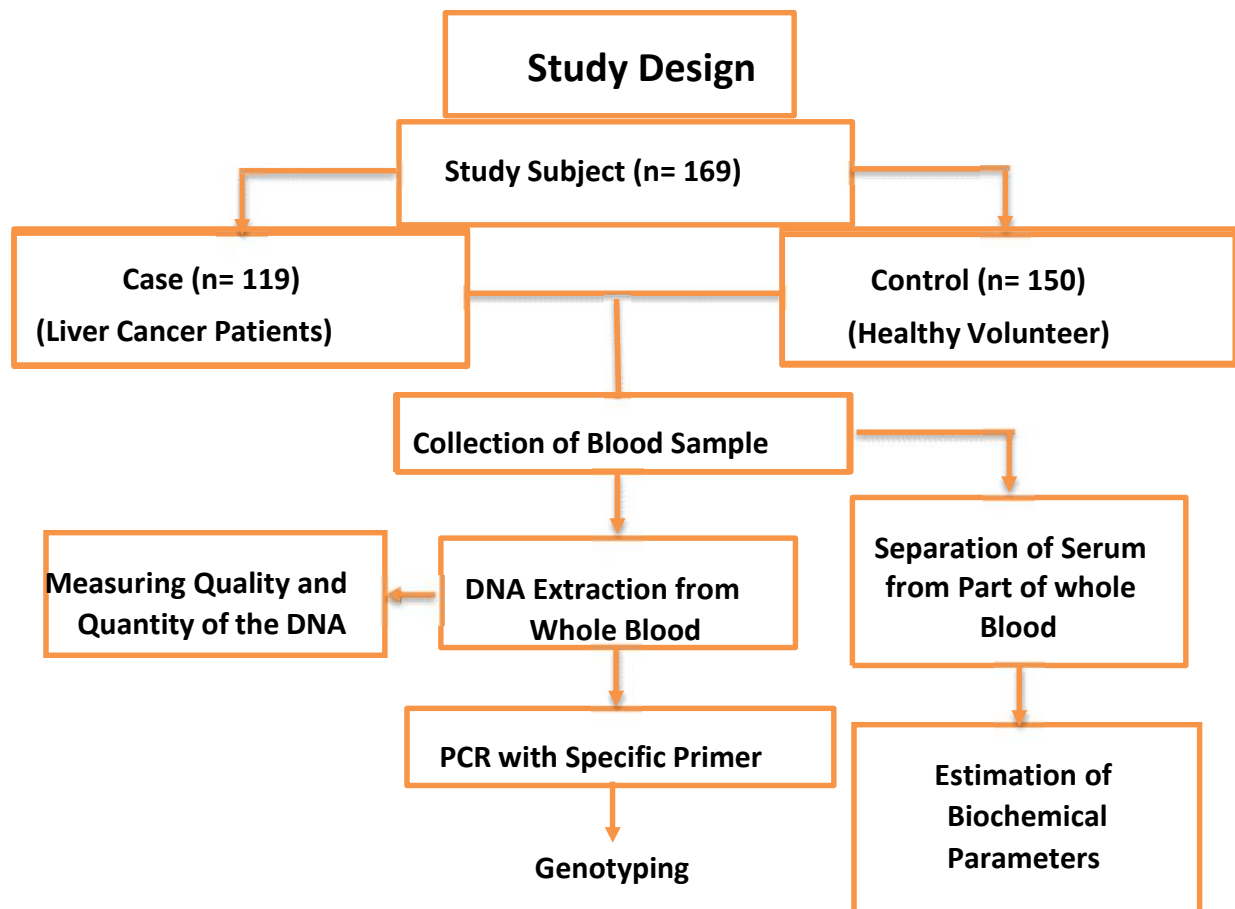 Study Design
Study Subject (n= 169)
Case (n= 119)
(Liver Cancer Patients)
Control (n= 150)
(Healthy Volunteer)
Collection of Blood Sample
Measuring Quality and
Quantity of the DNA
DNA Extraction from
Whole Blood
Separation of Serum
from Part of whole
Blood
PCR with Specific Primer
Estimation of
Biochemical
Parameters
Genotyping